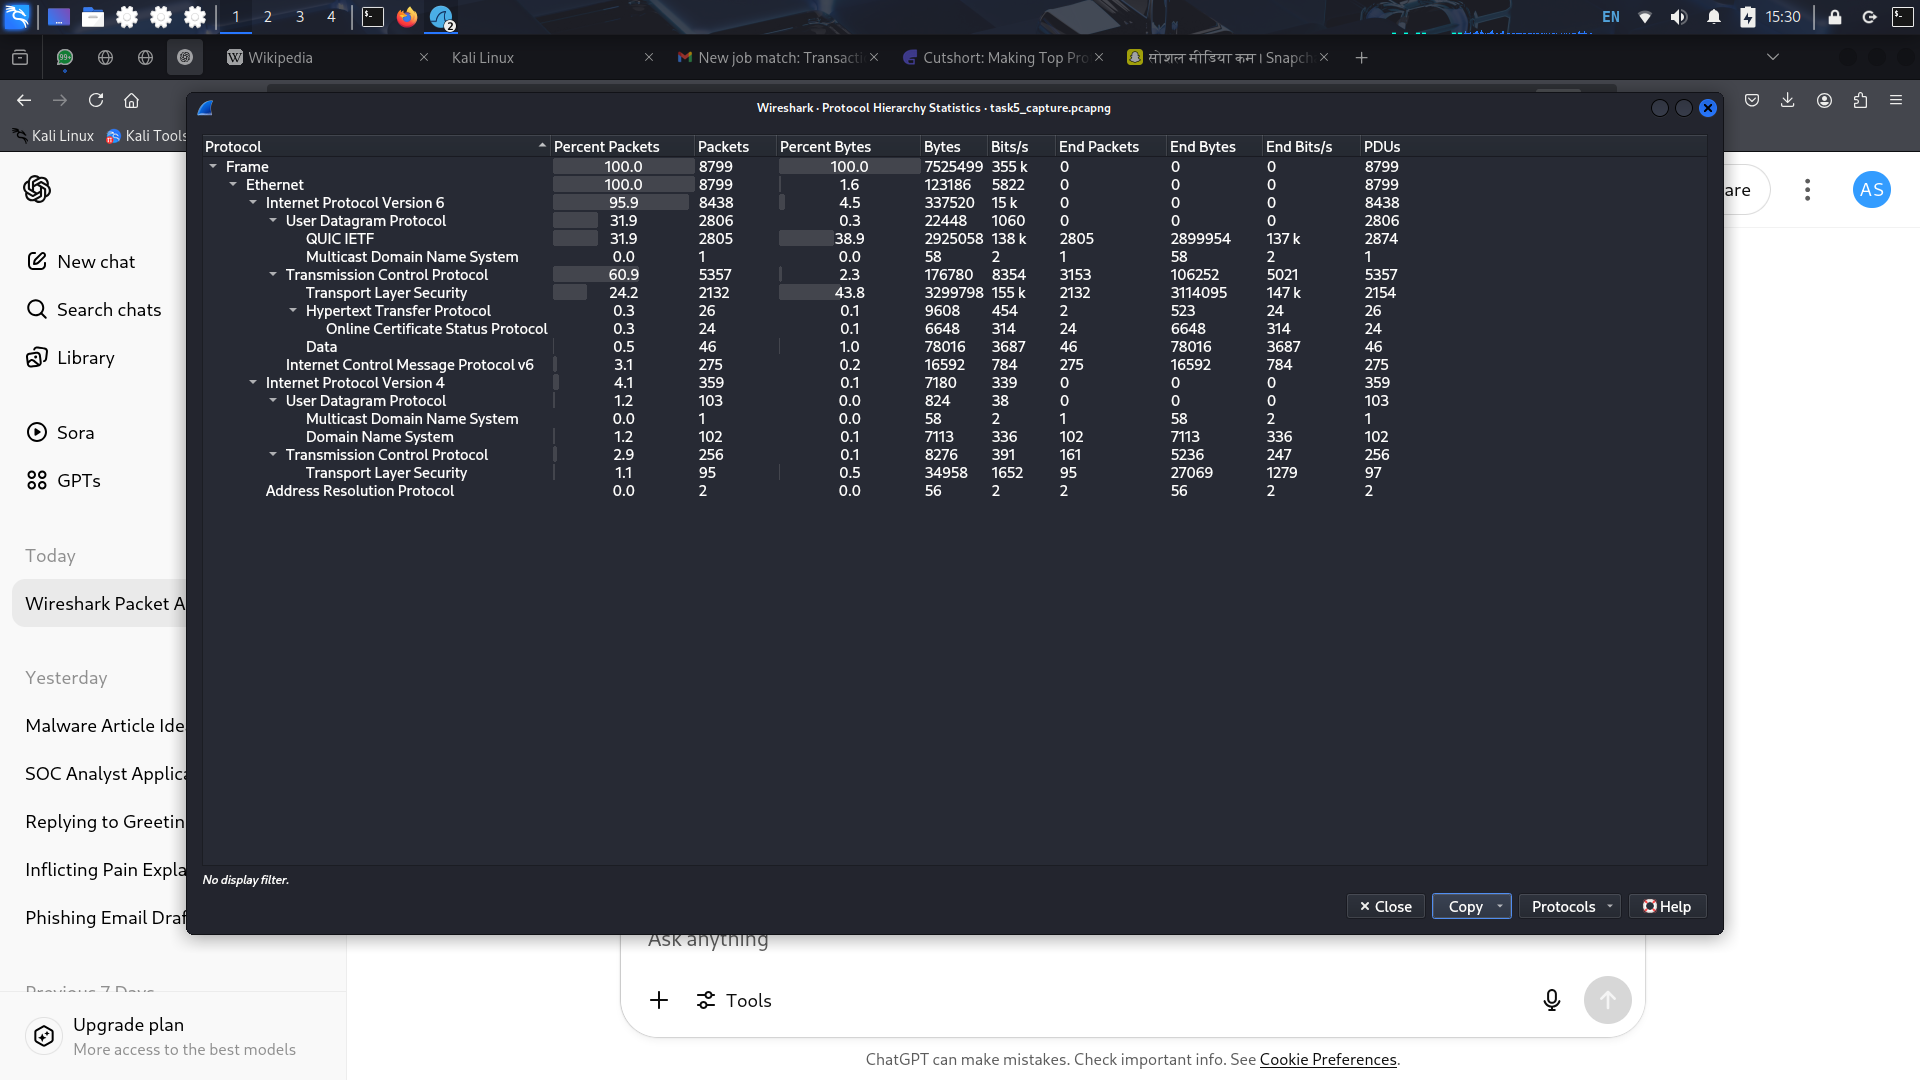 1 2 3 4 2 EN 15:30
99+ Wikipedia Kali Linux New job match: Transacti Cutshort: Making Top Pro सोशल मीडिया कम। Snapch
Kali Linux Kali Tools
Wireshark · Protocol Hierarchy Statistics · task5_capture.pcapng
Protocol Percent Packets Packets Percent Bytes Bytes Bits/s End Packets End Bytes End Bits/s PDUs
Frame 100.0 8799 100.0 7525499 355 k 0 0 0 8799
Ethernet 100.0 8799 1.6 123186 5822 0 0 0 8799
Internet Protocol Version 6 95.9 8438 4.5 337520 15 k 0 0 0 8438
User Datagram Protocol 31.9 2806 0.3 22448 1060 0 0 0 2806
QUIC IETF 31.9 2805 38.9 2925058 138 k 2805 2899954 137 k 2874
Multicast Domain Name System 0.0 1 0.0 58 2 1 58 2 1
Transmission Control Protocol 60.9 5357 2.3 176780 8354 3153 106252 5021 5357
Transport Layer Security 24.2 2132 43.8 3299798 155 k 2132 3114095 147 k 2154
Hypertext Transfer Protocol 0.3 26 0.1 9608 454 2 523 24 26
Online Certificate Status Protocol 0.3 24 0.1 6648 314 24 6648 314 24
Data 0.5 46 1.0 78016 3687 46 78016 3687 46
Internet Control Message Protocol v6 3.1 275 0.2 16592 784 275 16592 784 275
Internet Protocol Version 4 4.1 359 0.1 7180 339 0 0 0 359
User Datagram Protocol 1.2 103 0.0 824 38 0 0 0 103
Multicast Domain Name System 0.0 1 0.0 58 2 1 58 2 1
Domain Name System 1.2 102 0.1 7113 336 102 7113 336 102
Transmission Control Protocol 2.9 256 0.1 8276 391 161 5236 247 256
Transport Layer Security 1.1 95 0.5 34958 1652 95 27069 1279 97
Address Resolution Protocol 0.0 2 0.0 56 2 2 56 2 2
No display filter.
Close Copy Protocols Help
are AS
New chat
Search chats
Library
Sora
GPTs
Today
Wireshark Packet A
Yesterday
Malware Article Ide
SOC Analyst Applica
Replying to Greetin
Inflicting Pain Expla
Phishing Email Draf
Previous 7 Days
Upgrade plan
More access to the best models
Ask anything
Tools
ChatGPT can make mistakes. Check important info. See Cookie Preferences.